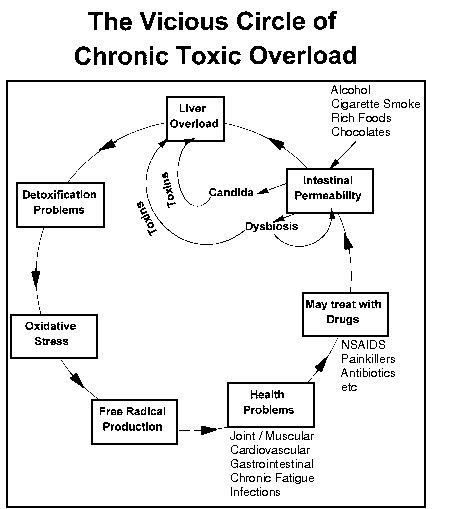 The Vicious Circle of
Chronic Toxic Overload
Alcohol
Cigarette Smoke
Rich Foods
Chocolates
Liver
Overload
Intestinal
Permeability
Toxins
Candida
Toxins
Dysbiosis
Detoxification
Problems
May treat with
Drugs
NSAIDS
Painkillers
Antibiotics
etc
Oxidative
Stress
Health
Problems
Free Radical
Production
Joint / Muscular
Cardiovascular
Gastrointestinal
Chronic Fatigue
Infections